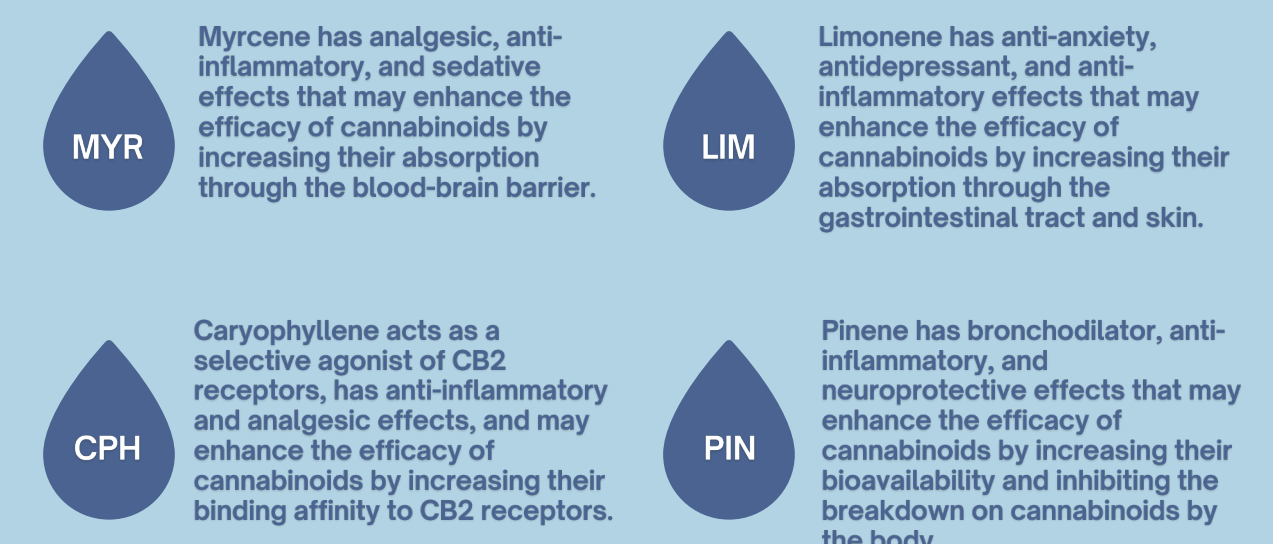 MYR
Myrcene has analgesic, anti-
inflammatory, and sedative
effects that may enhance the
efficacy of cannabinoids by
increasing their absorption
through the blood-brain barrier.
LIM
Limonene has anti-anxiety,
antidepressant, and anti-
inflammatory effects that may
enhance the efficacy of
cannabinoids by increasing their
absorption through the
gastrointestinal tract and skin.
CPH
Caryophyllene acts as a
selective agonist of CB2
receptors, has anti-inflammatory
and analgesic effects, and may
enhance the efficacy of
cannabinoids by increasing their
binding affinity to CB2 receptors.
PIN
Pinene has bronchodilator, anti-
inflammatory, and
neuroprotective effects that may
enhance the efficacy of
cannabinoids by increasing their
bioavailability and inhibiting the
breakdown on cannabinoids by
the body